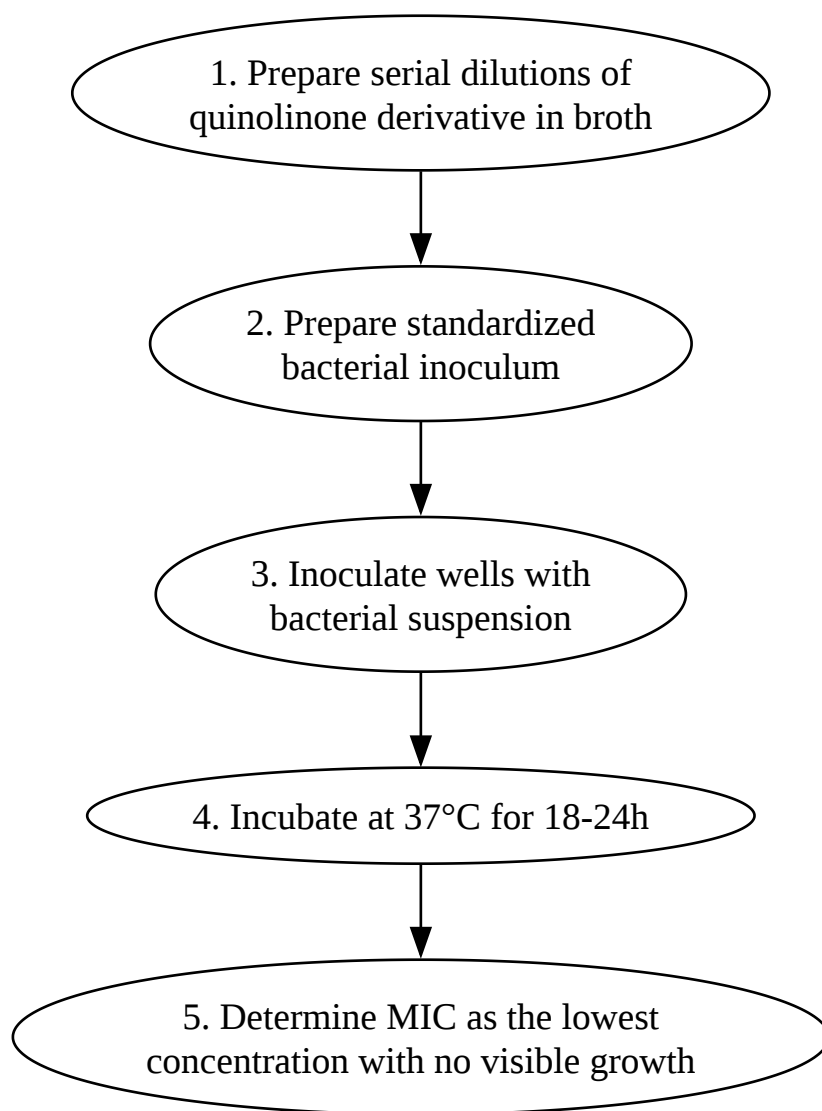 1. Prepare serial dilutions of
quinolinone derivative in broth
2. Prepare standardized
bacterial inoculum
3. Inoculate wells with
bacterial suspension
4. Incubate at 37°C for 18-24h
5. Determine MIC as the lowest
concentration with no visible growth